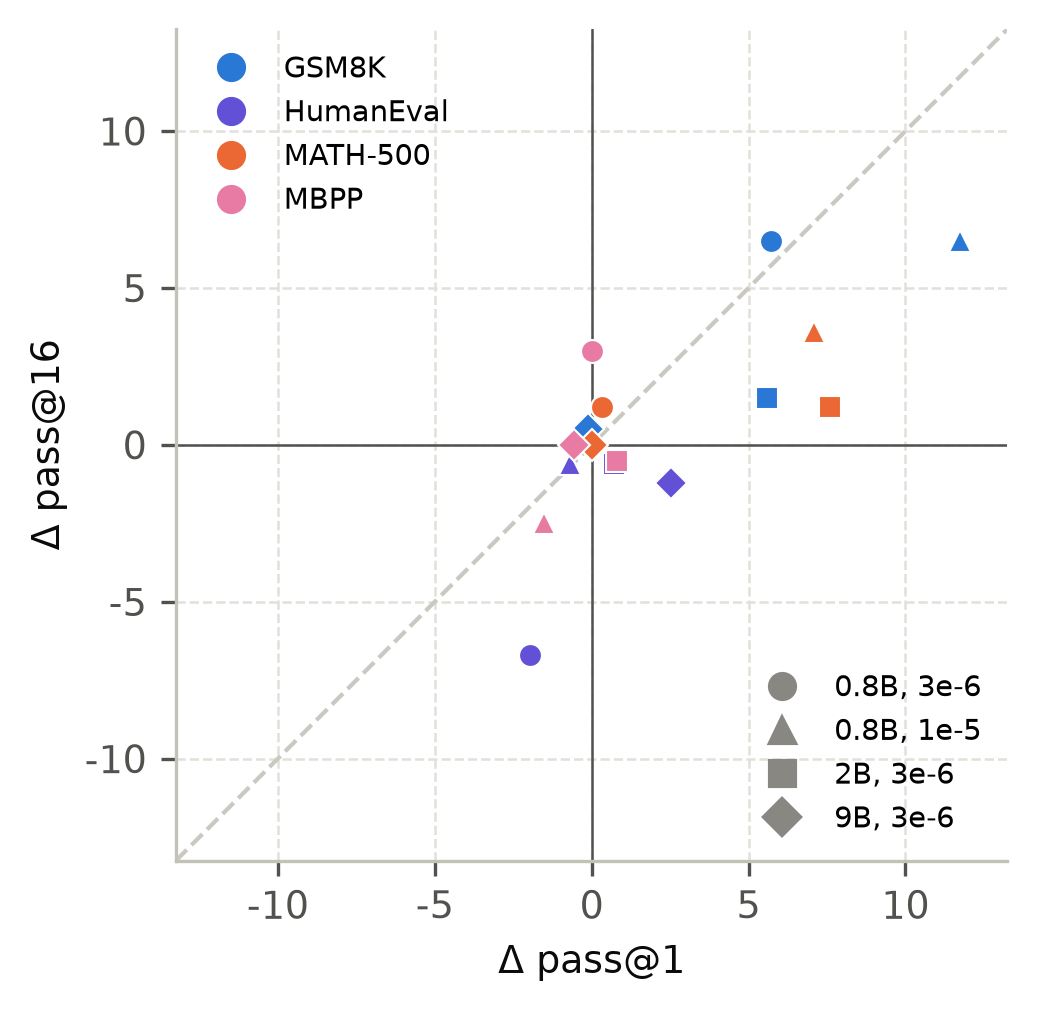 GSM8K
HumanEval
MATH-500
MBPP
10
5
0
-5
-10
Δ pass@16
0.8B, 3e-6
0.8B, 1e-5
2B, 3e-6
9B, 3e-6
-10
-5
0
5
10
Δ pass@1